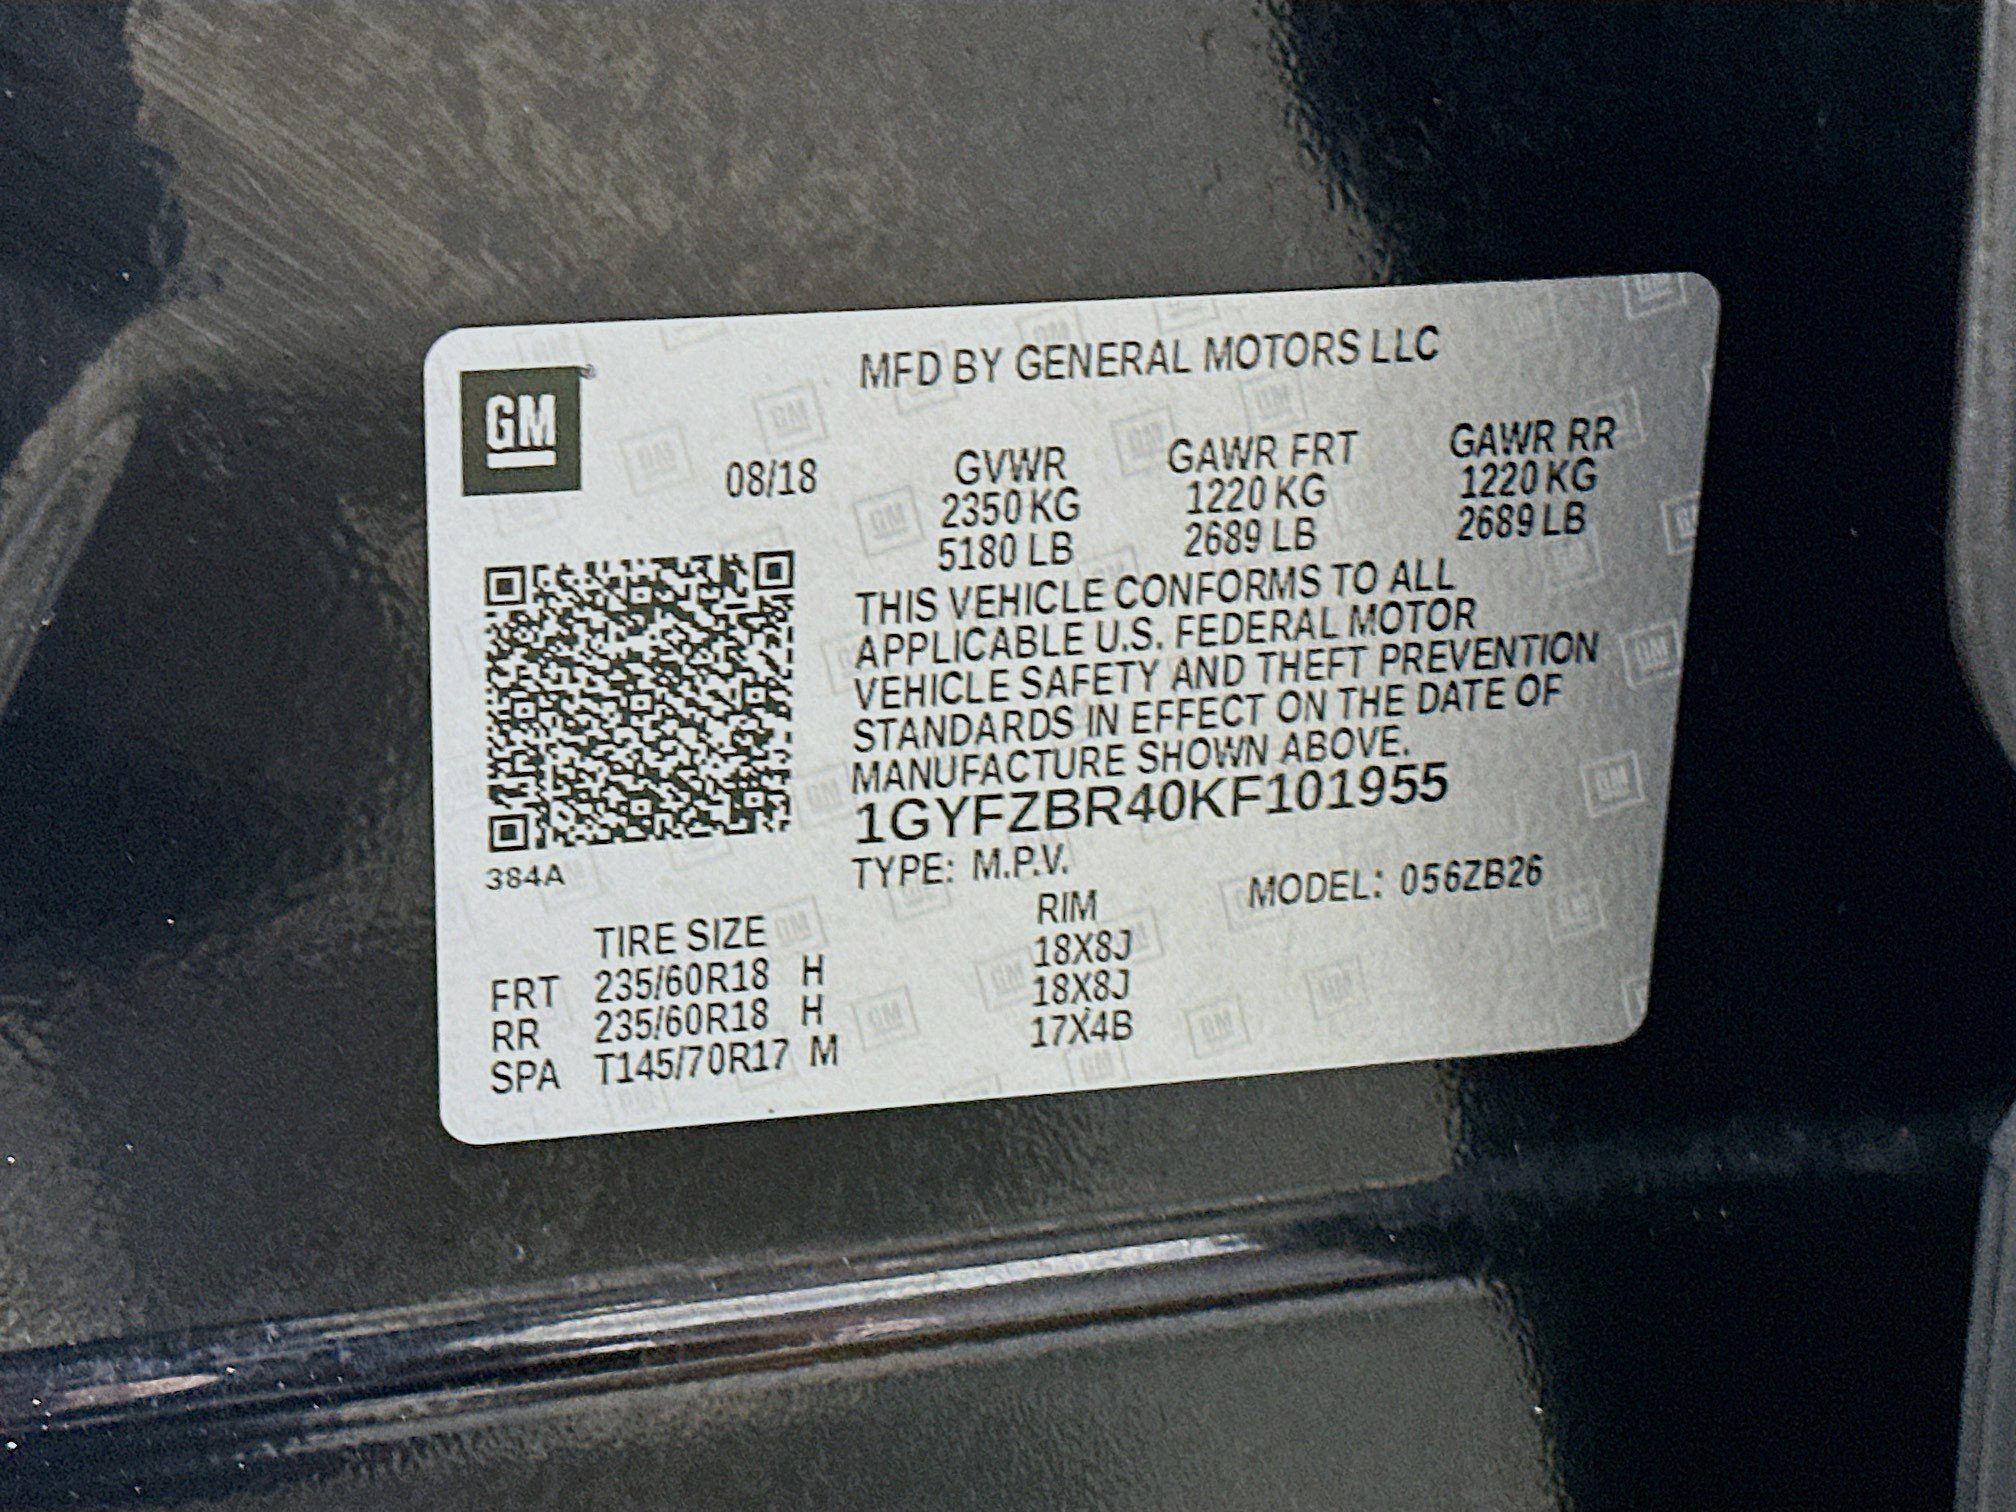 GM
MFD BY GENERAL MOTORS LLC
08/18
GVWR GAWR FRT GAWR RR
2350 KG 1220 KG 1220 KG
5180 LB 2689 LB 2689 LB
THIS VEHICLE CONFORMS TO ALL
APPLICABLE U.S. FEDERAL MOTOR
VEHICLE SAFETY AND THEFT PREVENTION
STANDARDS IN EFFECT ON THE DATE OF
MANUFACTURE SHOWN ABOVE.
1GYFZBR40KF101955
384A
TYPE: M.P.V. MODEL: 056ZB26
TIRE SIZE RIM
FRT 235/60R18 H 18X8J
RR 235/60R18 H 18X8J
SPA T145/70R17 M 17X4B